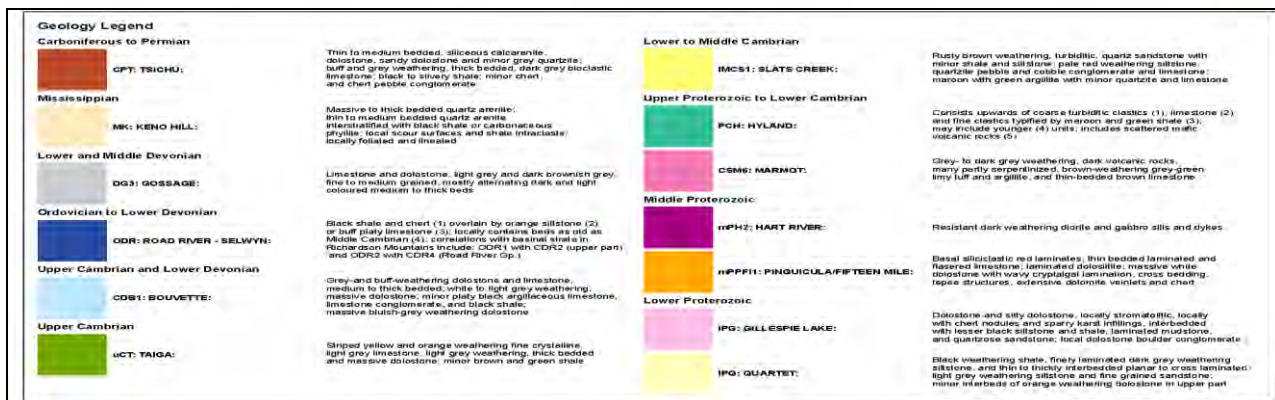 Geology Legend
Carboniferous to Permian
CPT: TSICHU:
Thin to medium bedded, siliceous calcarenite,
dolostone, sandy dolostone and minor grey quartzite;
buff and grey weathering, thick bedded, dark grey bioclastic
limestone; black to silvery shale; minor chert
and chert pebble conglomerate
Mississippian
MK: KENO HILL:
Massive to thick bedded quartz arenite;
thin to medium bedded quartz arenite
interstratified with black shale or carbonaceous
phyllite; local scour surfaces and shale intraclasts;
locally foliated and lineated
Lower and Middle Devonian
DG3: GOSSAGE:
Limestone and dolostone, light grey and dark brownish grey,
fine to medium grained, mostly alternating dark and light
coloured medium to thick beds
Ordovician to Lower Devonian
ODR: ROAD RIVER - SELWYN:
Black shale and chert (1) overlain by orange siltstone (2)
or buff platy limestone (3); locally contains beds as old as
Middle Cambrian (4); correlations with basinal strata in
Richardson Mountains include: ODR1 with CDR2 (upper part)
and ODR2 with CDR4 (Road River Gp.)
Upper Cambrian and Lower Devonian
CDB1: BOUVETTE:
Grey-and buff-weathering dolostone and limestone,
medium to thick bedded; white to light grey weathering,
massive dolostone; minor platy black argillaceous limestone,
limestone conglomerate, and black shale;
massive bluish-grey weathering dolostone
Upper Cambrian
uCT: TAIGA:
Striped yellow and orange weathering fine crystalline,
light grey limestone, light grey weathering, thick bedded
and massive dolostone; minor brown and green shale
Lower to Middle Cambrian
lMCS1: SLATS CREEK:
Rusty brown weathering, turbiditic, quartz sandstone with
minor shale and siltstone; pale red weathering siltstone,
quartzite pebble and cobble conglomerate and limestone;
maroon with green argillite with minor quartzite and limestone
Upper Proterozoic to Lower Cambrian
PCH: HYLAND:
Consists upwards of coarse turbiditic clastics (1), limestone (2)
and fine clastics typified by maroon and green shale (3);
may include younger (4) units; includes scattered mafic
volcanic rocks (5)
CSM6: MARMOT:
Grey- to dark grey weathering, dark volcanic rocks,
many partly serpentinized, brown-weathering grey-green
limy tuff and argillite, and thin-bedded brown limestone
Middle Proterozoic
mPH2: HART RIVER:
Resistant dark weathering diorite and gabbro sills and dykes
mPPF11: PINGUICULA/FIFTEEN MILE:
Basal siliciclastic red laminates; thin bedded laminated and
flasered limestone; laminated dolosiltite; massive white
dolostone with wavy cryptalgal lamination, cross bedding,
tepee structures, extensive dolomite veinlets and chert
Lower Proterozoic
lPG: GILLESPIE LAKE:
Dolostone and silty dolostone, locally stromatolitic, locally
with chert nodules and sparry karst infillings, interbedded
with lesser black siltstone and shale, laminated mudstone,
and quartzose sandstone; local dolostone boulder conglomerate
lPG: QUARTET:
Black weathering shale, finely laminated dark grey weathering
siltstone, and thin to thickly interbedded planar to cross laminated
light grey weathering siltstone and fine grained sandstone;
minor interbeds of orange weathering dolostone in upper part